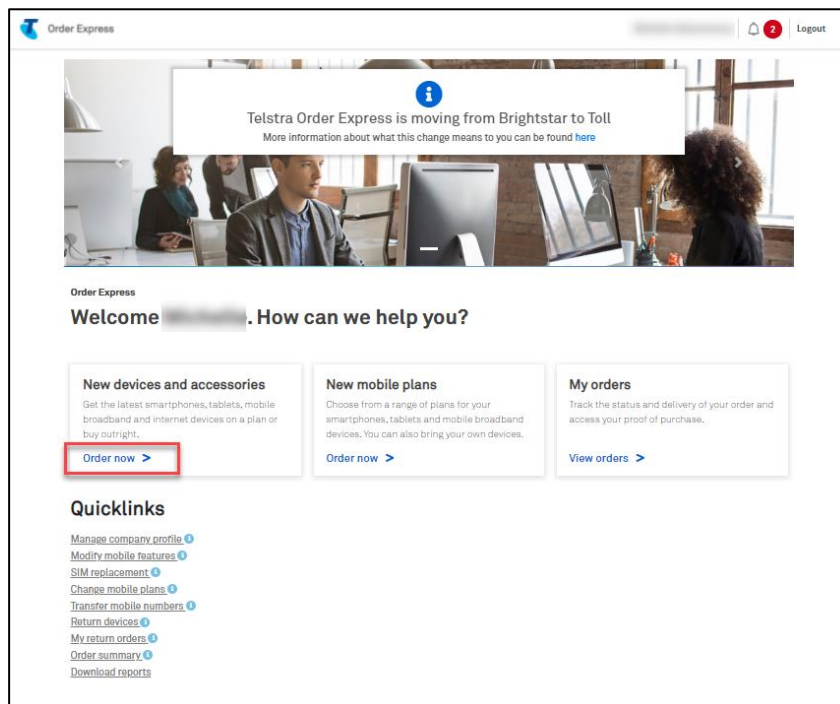 Order Express
2 Logout
Telstra Order Express is moving from Brightstar to Toll
More information about what this change means to you can be found here
Order Express
Welcome . How can we help you?
New devices and accessories
Get the latest smartphones, tablets, mobile
broadband and internet devices on a plan or
buy outright.
Order now >
New mobile plans
Choose from a range of plans for your
smartphones, tablets and mobile broadband
devices. You can also bring your own devices.
Order now >
My orders
Track the status and delivery of your order and
access your proof of purchase.
View orders >
Quicklinks
Manage company profile
Modify mobile features
SIM replacement
Change mobile plans
Transfer mobile numbers
Return devices
My return orders
Order summary
Download reports